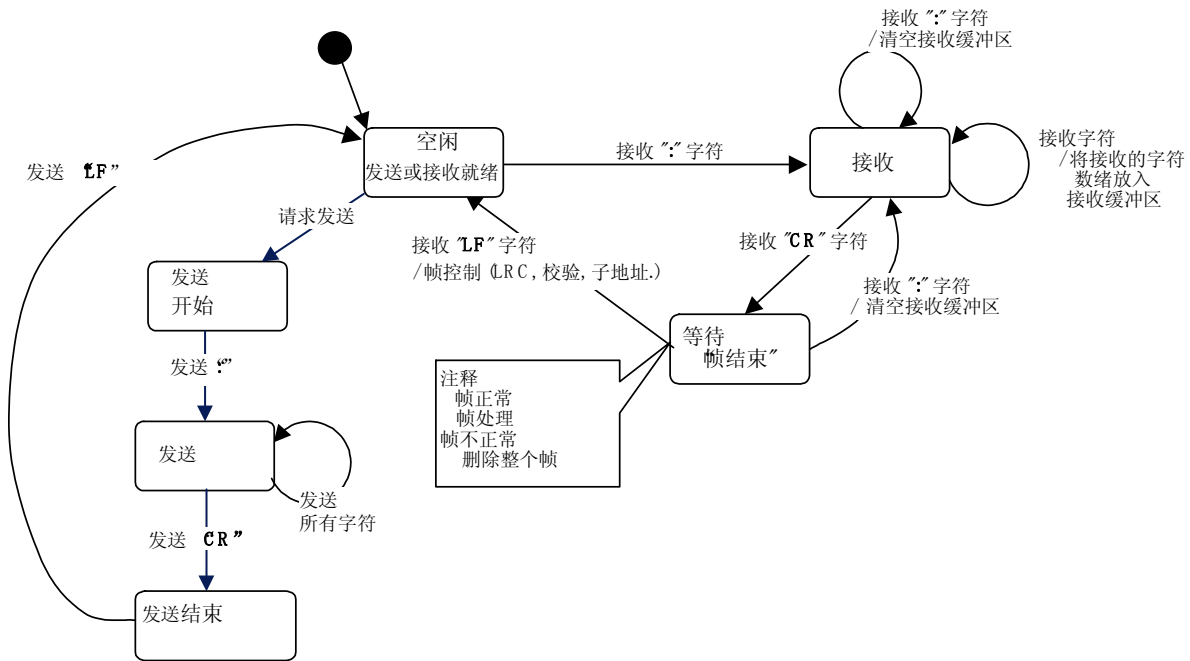 接收":"字符
/清空接收缓冲区
空闲
发送或接收就绪
接收":"字符
接收
接收字符
/将接收的字符
数绪放入
接收缓冲区
发送 “LF”
请求发送
接收"LF"字符
/帧控制(LRC,校验,子地址.)
接收"CR"字符
接收":"字符
/清空接收缓冲区
发送
开始
等待
“帧结束"
发送“:”
注释
帧正常
帧处理
帧不正常
删除整个帧
发送
发送
所有字符
发送 “CR”
发送结束